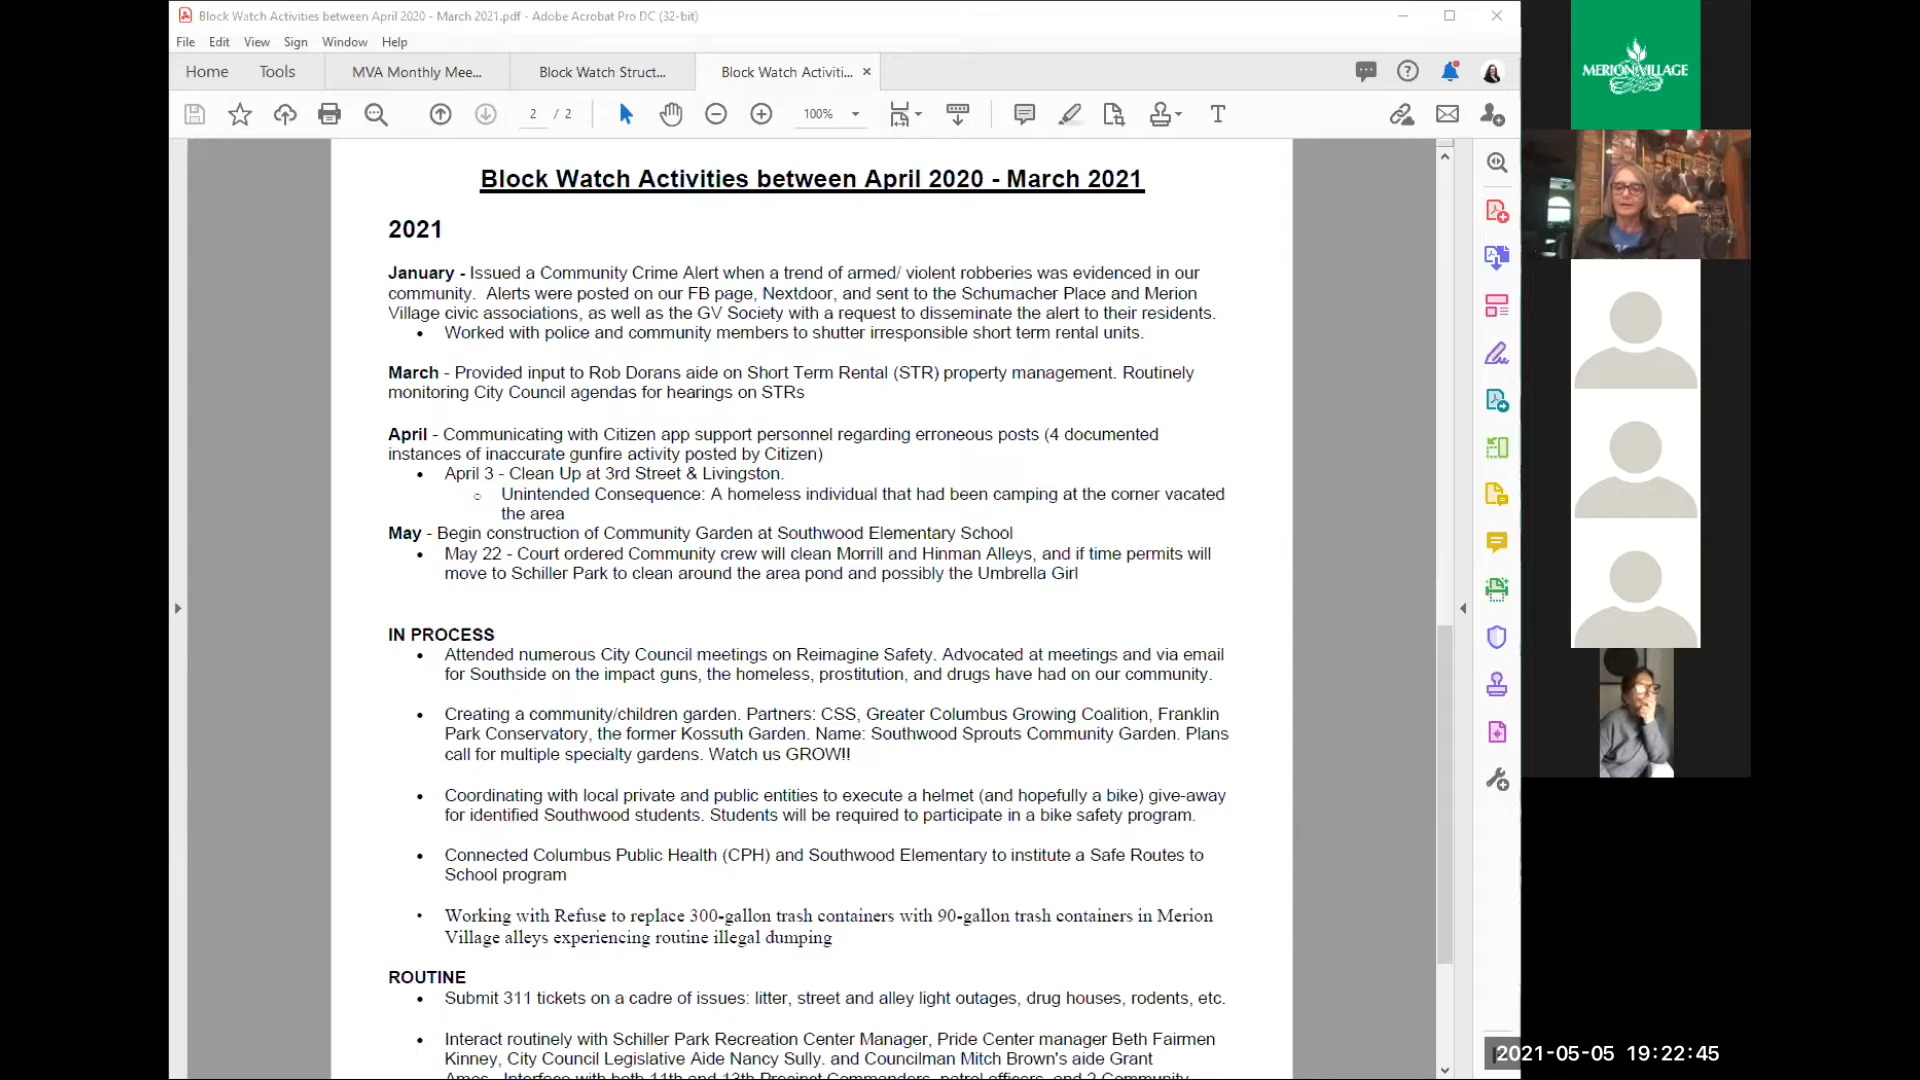 Block Watch Activities between April 2020 - March 2021.pdf - Adobe Acrobat Pro DC (32-bit)
File Edit View Sign Window Help
Home Tools MVA Monthly Mee... Block Watch Struct... Block Watch Activiti... ×
2 / 2 100%
MERION VILLAGE
Block Watch Activities between April 2020 - March 2021
2021
January - Issued a Community Crime Alert when a trend of armed/ violent robberies was evidenced in our
community. Alerts were posted on our FB page, Nextdoor, and sent to the Schumacher Place and Merion
Village civic associations, as well as the GV Society with a request to disseminate the alert to their residents.
• Worked with police and community members to shutter irresponsible short term rental units.
March - Provided input to Rob Dorans aide on Short Term Rental (STR) property management. Routinely
monitoring City Council agendas for hearings on STRs
April - Communicating with Citizen app support personnel regarding erroneous posts (4 documented
instances of inaccurate gunfire activity posted by Citizen)
• April 3 - Clean Up at 3rd Street & Livingston.
○ Unintended Consequence: A homeless individual that had been camping at the corner vacated
the area
May - Begin construction of Community Garden at Southwood Elementary School
• May 22 - Court ordered Community crew will clean Morrill and Hinman Alleys, and if time permits will
move to Schiller Park to clean around the area pond and possibly the Umbrella Girl
IN PROCESS
• Attended numerous City Council meetings on Reimagine Safety. Advocated at meetings and via email
for Southside on the impact guns, the homeless, prostitution, and drugs have had on our community.
• Creating a community/children garden. Partners: CSS, Greater Columbus Growing Coalition, Franklin
Park Conservatory, the former Kossuth Garden. Name: Southwood Sprouts Community Garden. Plans
call for multiple specialty gardens. Watch us GROW!!
• Coordinating with local private and public entities to execute a helmet (and hopefully a bike) give-away
for identified Southwood students. Students will be required to participate in a bike safety program.
• Connected Columbus Public Health (CPH) and Southwood Elementary to institute a Safe Routes to
School program
• Working with Refuse to replace 300-gallon trash containers with 90-gallon trash containers in Merion
Village alleys experiencing routine illegal dumping
ROUTINE
• Submit 311 tickets on a cadre of issues: litter, street and alley light outages, drug houses, rodents, etc.
• Interact routinely with Schiller Park Recreation Center Manager, Pride Center manager Beth Fairmen
Kinney, City Council Legislative Aide Nancy Sully. and Councilman Mitch Brown's aide Grant
Ames. Interface with both 11th and 13th Precinct Commanders, patrol officers, and 2 Community
2021-05-05 19:22:45